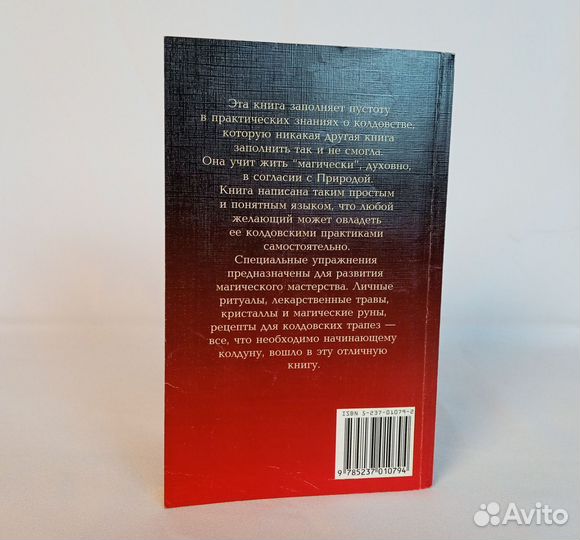 Эта книга заполняет пустоту
в практических знаниях о колдовстве,
которую никакая другая книга
заполнить так и не смогла.
Она учит жить "магически", духовно,
в согласии с Природой.
Книга написана таким простым
и понятным языком, что любой
желающий может овладеть
ее колдовскими практиками
самостоятельно.
Специальные упражнения
предназначены для развития
магического мастерства. Личные
ритуалы, лекарственные травы,
кристаллы и магические руны,
рецепты для колдовских трапез —
все, что необходимо начинающему
колдуну, вошло в эту отличную
книгу.
ISBN 5-237-01079-2
9 785237 010794
Avito